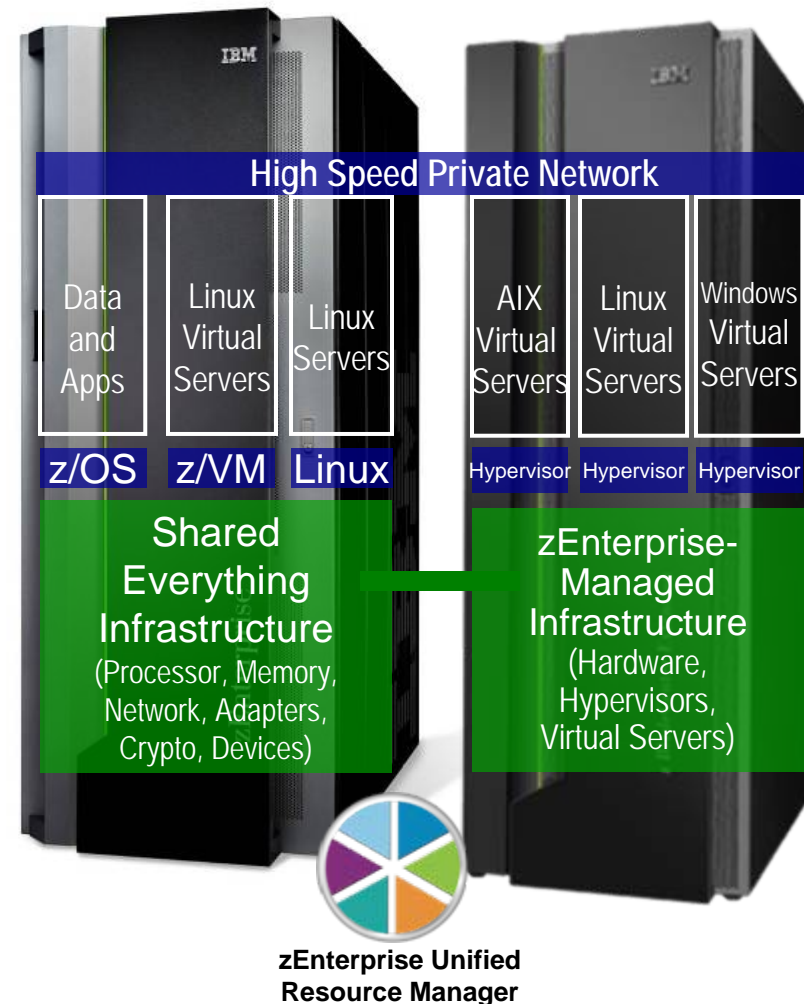 IBM
IBM
High Speed Private Network
Data
and
Apps
Linux
Virtual
Servers
Linux
Servers
AIX
Virtual
Servers
Linux
Virtual
Servers
Windows
Virtual
Servers
z/OS
z/VM
Linux
Hypervisor
Hypervisor
Hypervisor
Shared
Everything
Infrastructure
(Processor, Memory,
Network, Adapters,
Crypto, Devices)
zEnterprise
zEnterprise-
Managed
Infrastructure
(Hardware,
Hypervisors,
Virtual Servers)
zEnterprise Unified
Resource Manager